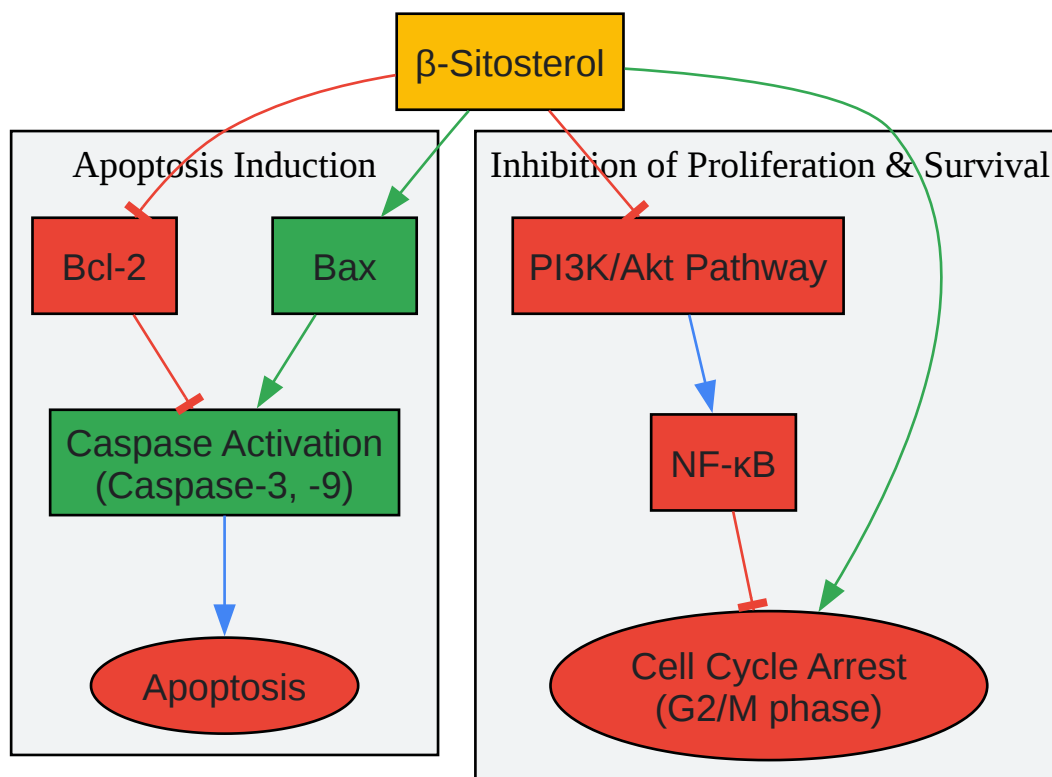 β-Sitosterol
Apoptosis Induction
Inhibition of Proliferation & Survival
Bcl-2
Bax
PI3K/Akt Pathway
Caspase Activation
(Caspase-3, -9)
NF-κB
Apoptosis
Cell Cycle Arrest
(G2/M phase)